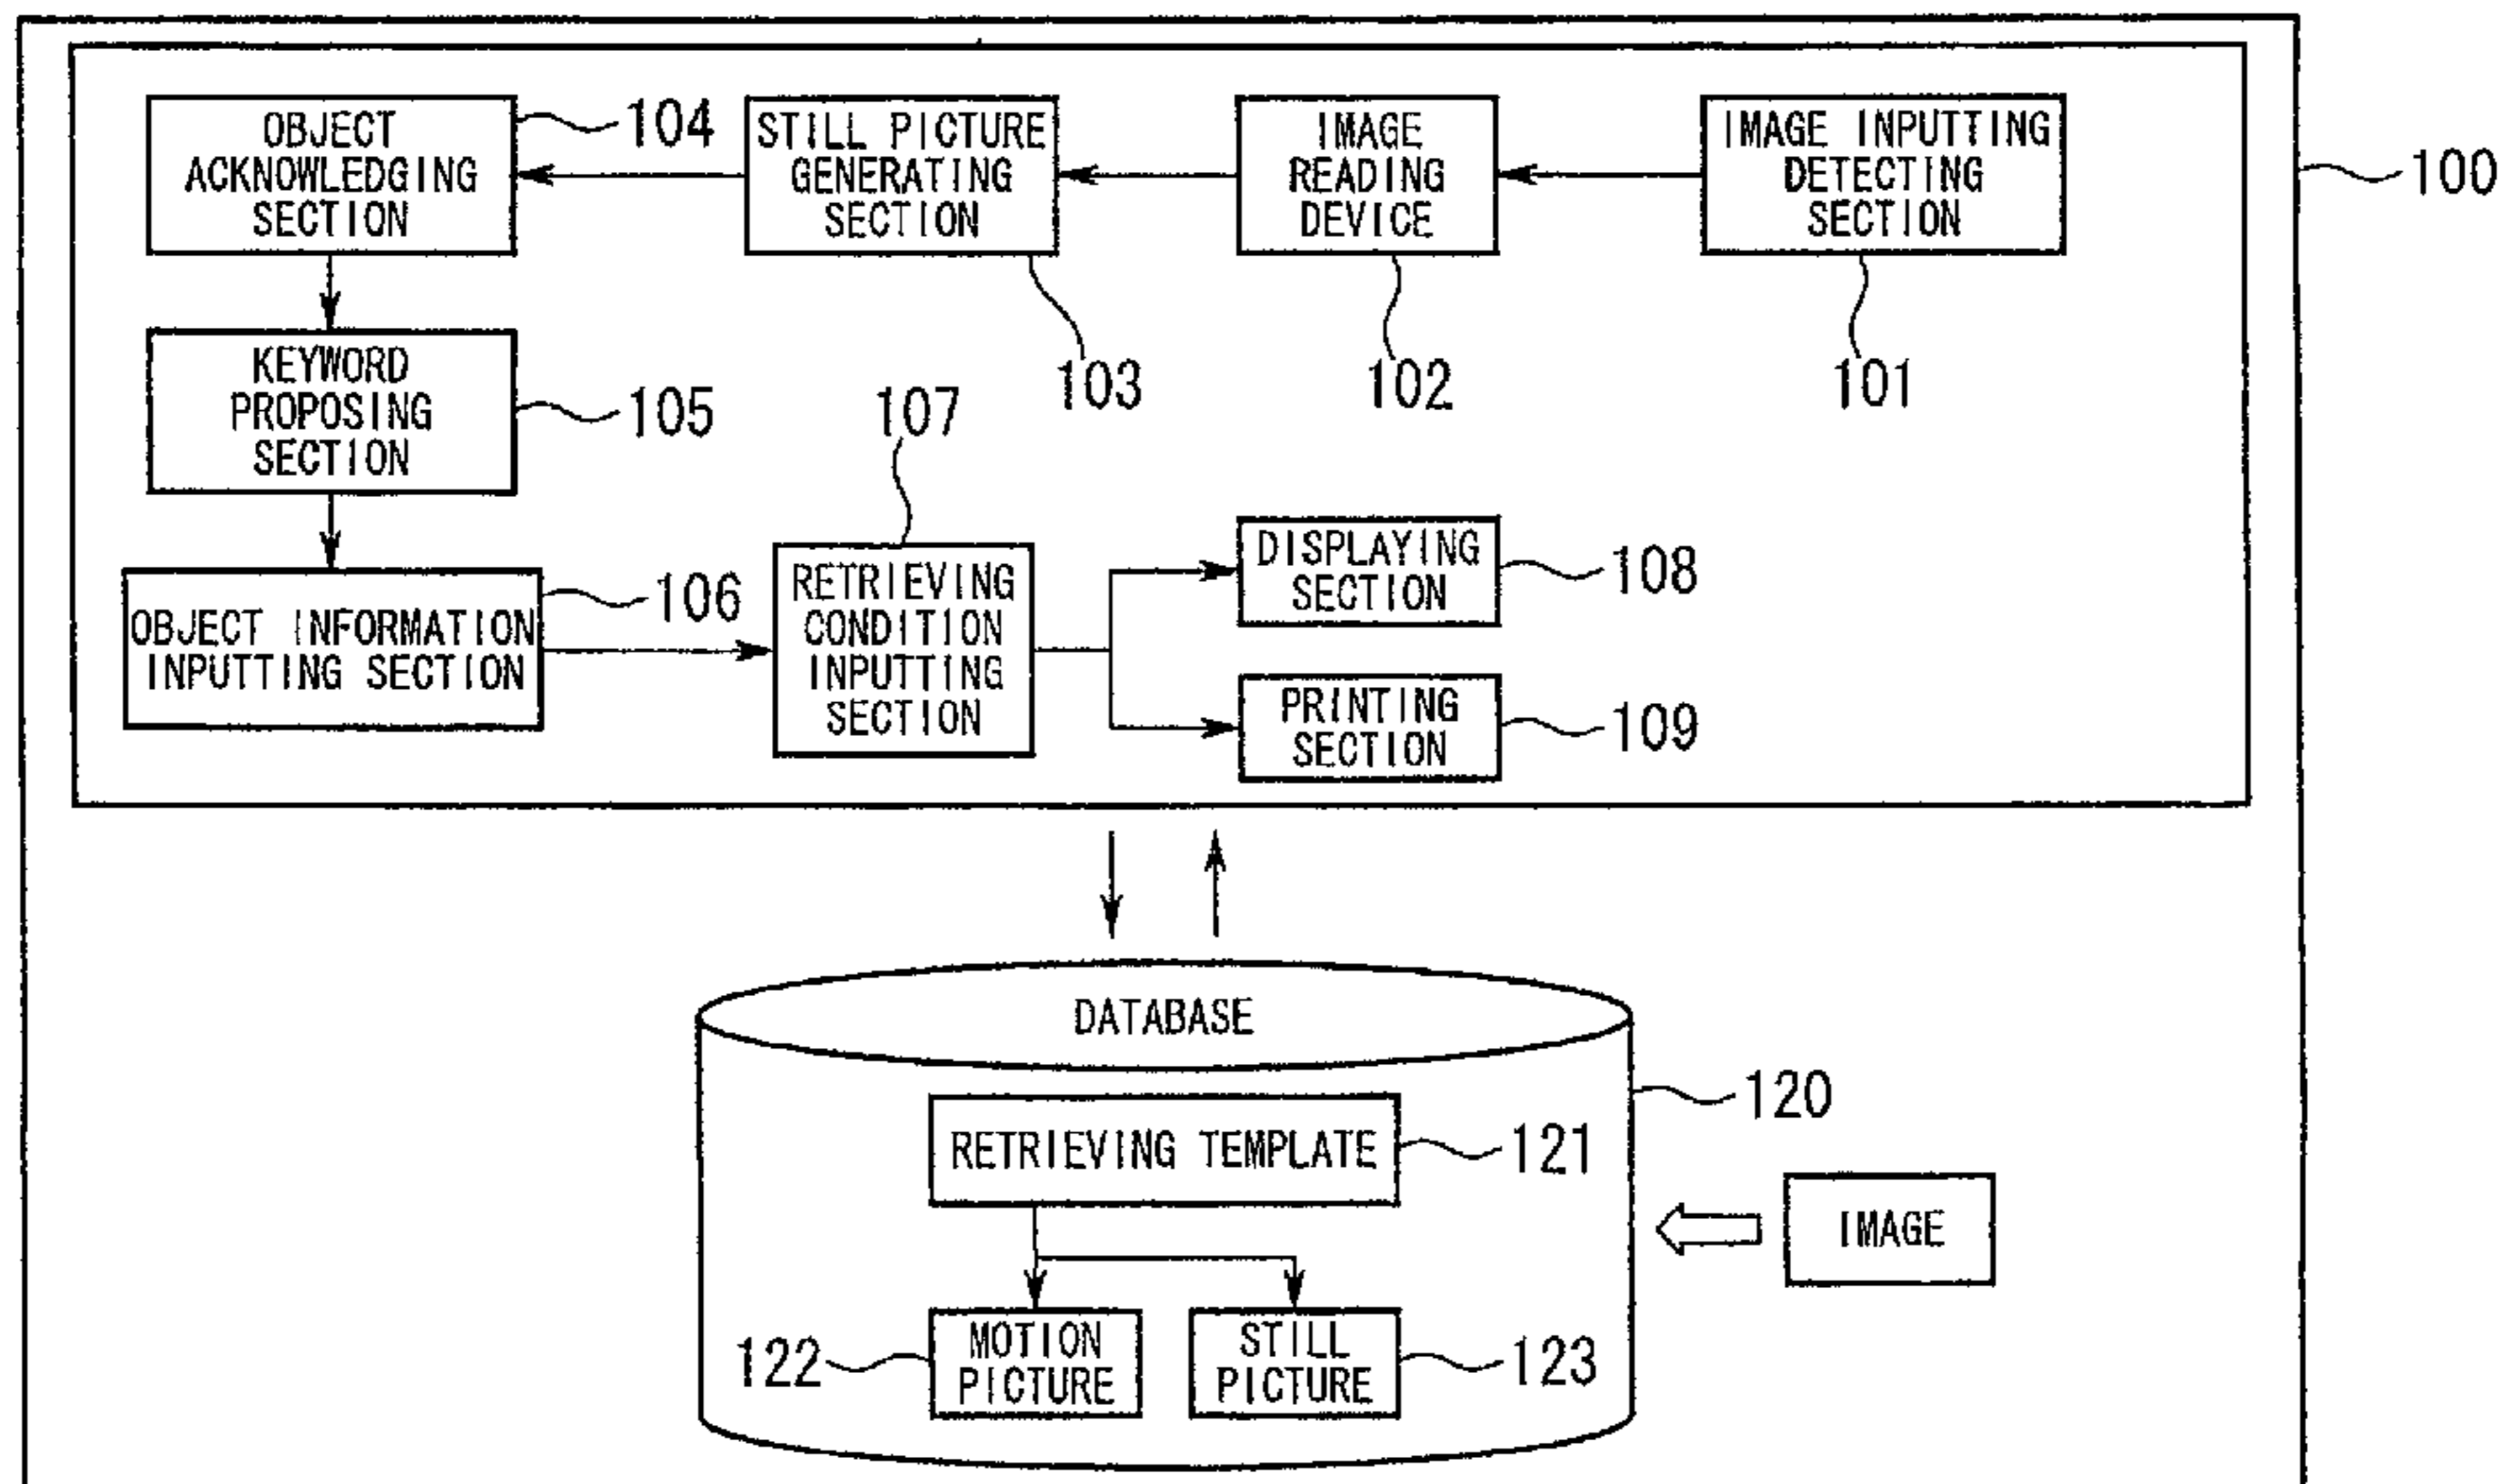 OBJECT
ACKNOWLEDGING
SECTION
104
STILL PICTURE
GENERATING
SECTION
103
IMAGE
READING
DEVICE
102
IMAGE INPUTTING
DETECTING
SECTION
101
100
KEYWORD
PROPOSING
SECTION
105
OBJECT INFORMATION
INPUTTING SECTION
106
107
RETRIEVING
CONDITION
INPUTTING
SECTION
DISPLAYING
SECTION
108
PRINTING
SECTION
109
DATABASE
120
RETRIEVING TEMPLATE
121
IMAGE
122
MOTION
PICTURE
STILL
PICTURE
123